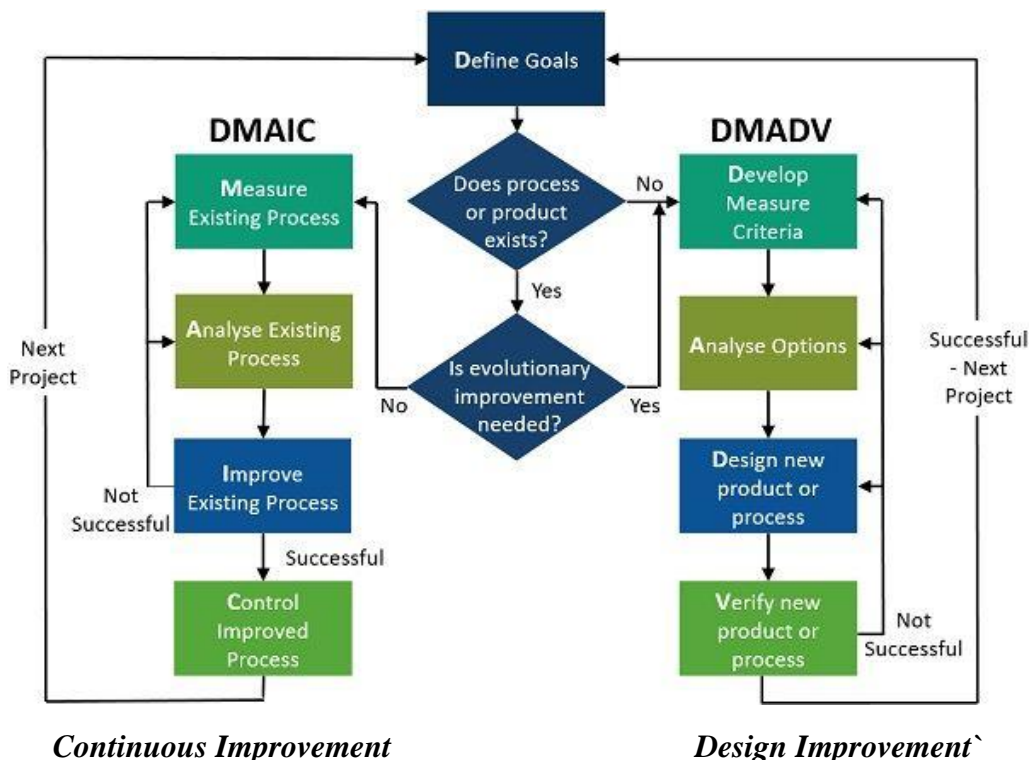 Define Goals
DMAIC
DMADV
Measure
Existing Process
Does process
or product
exists?
No
Develop
Measure
Criteria
Yes
Analyse Existing
Process
Next
Project
No
Is evolutionary
improvement
needed?
Yes
Analyse Options
Successful
- Next
Project
Improve
Existing Process
Not
Successful
Design new
product or
process
Successful
Control
Improved
Process
Verify new
product or
process
Not
Successful
Continuous Improvement
Design Improvement`